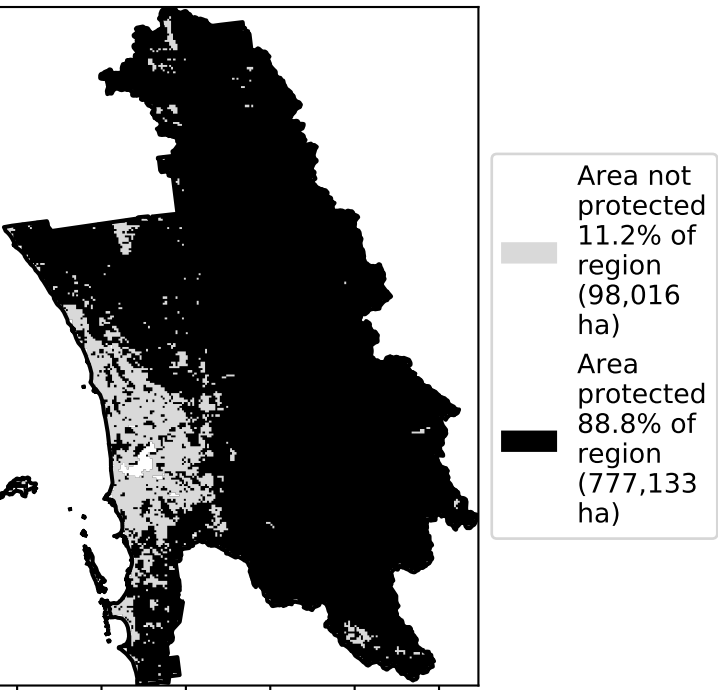 Area not
protected
11.2% of
region
(98,016
ha)
Area
protected
88.8% of
region
(777,133
ha)